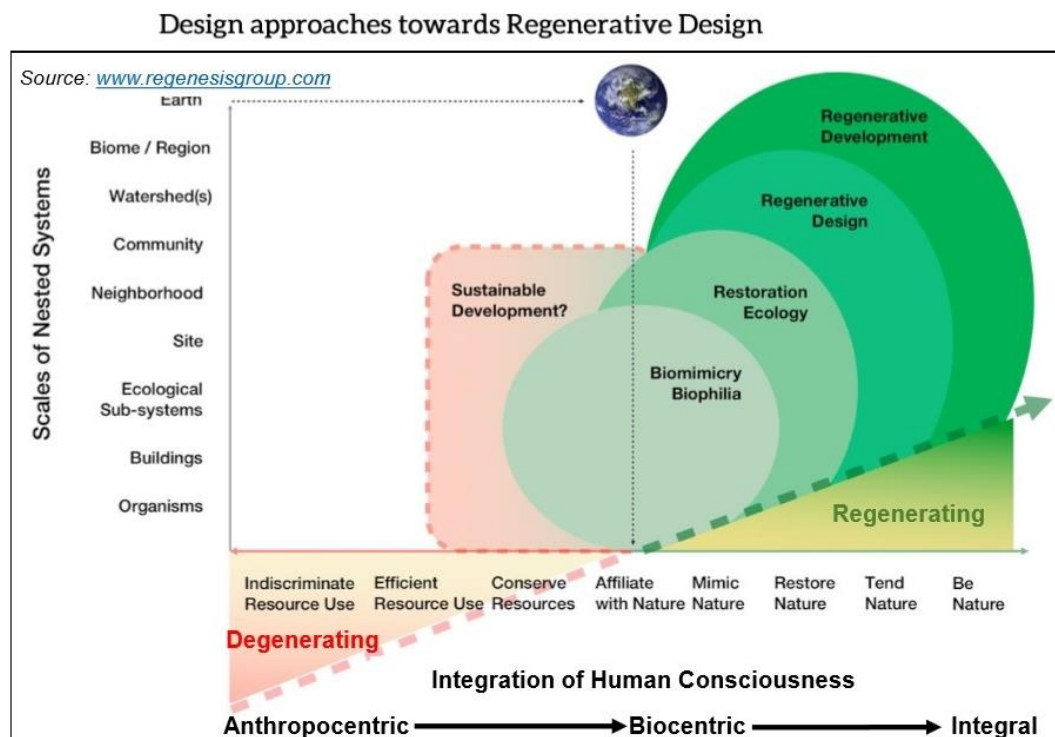 Design approaches towards Regenerative Design
Source: www.regenesisgroup.com
Scales of Nested Systems
Earth
Biome / Region
Watershed(s)
Community
Neighborhood
Site
Ecological
Sub-systems
Buildings
Organisms
Regenerative
Development
Regenerative
Design
Restoration
Ecology
Biomimicry
Biophilia
Sustainable
Development?
Regenerating
Degenerating
Indiscriminate
Resource Use
Efficient
Resource Use
Conserve
Resources
Affiliate
with Nature
Mimic
Nature
Restore
Nature
Tend
Nature
Be
Nature
Integration of Human Consciousness
Anthropocentric
Biocentric
Integral